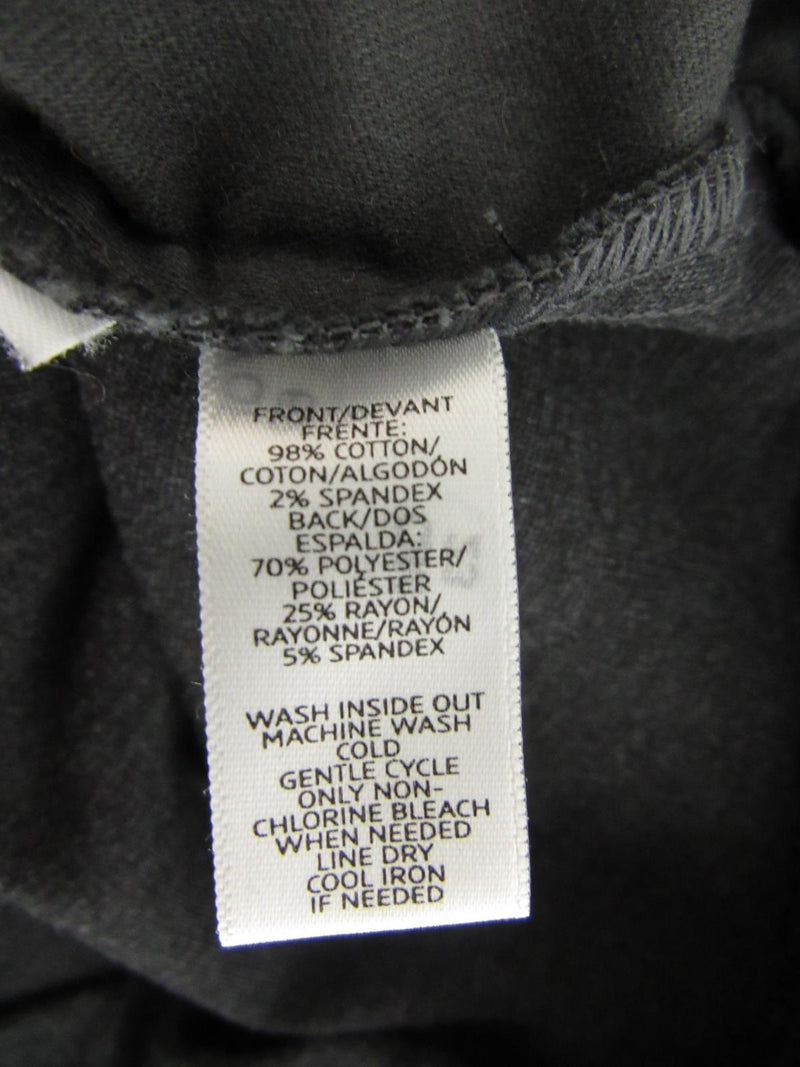 FRONT/DEVANT
FRENTE:
98% COTTON/
COTON/ALGODÓN
2% SPANDEX
BACK/DOS
ESPALDA:
70% POLYESTER/
POLIÉSTER
25% RAYON/
RAYONNE/RAYÓN
5% SPANDEX
WASH INSIDE OUT
MACHINE WASH
COLD
GENTLE CYCLE
ONLY NON-
CHLORINE BLEACH
WHEN NEEDED
LINE DRY
COOL IRON
IF NEEDED